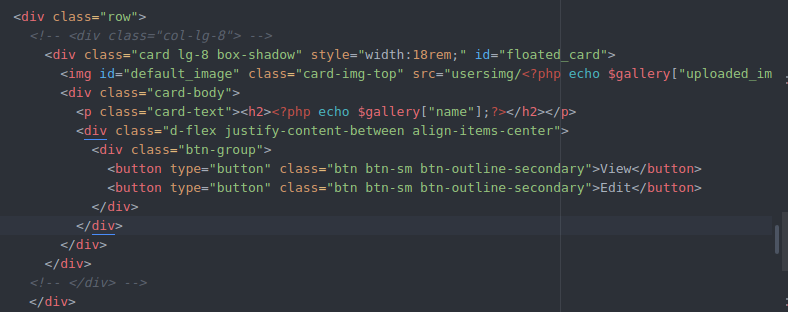 <div class="row">
<!-- <div class="col-lg-8"> -->
<div class="card lg-8 box-shadow" style="width:18rem;" id="floated_card">
<img id="default_image" class="card-img-top" src="usersimg/<?php echo $gallery["uploaded_im
<div class="card-body">
<p class="card-text"><h2><?php echo $gallery["name"];?></h2></p>
<div class="d-flex justify-content-between align-items-center">
<div class="btn-group">
<button type="button" class="btn btn-sm btn-outline-secondary">View</button>
<button type="button" class="btn btn-sm btn-outline-secondary">Edit</button>
</div>
</div>
</div>
</div>
<!-- </div> -->
</div>